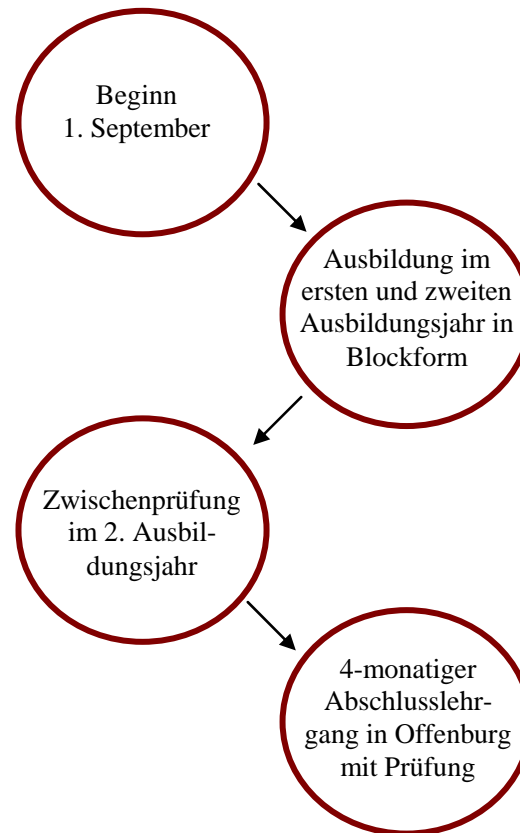 Beginn
1. September
Ausbildung im
ersten und zweiten
Ausbildungsjahr in
Blockform
Zwischenprüfung
im 2. Ausbil-
dungsjahr
4-monatiger
Abschlusslehr-
gang in Offenburg
mit Prüfung